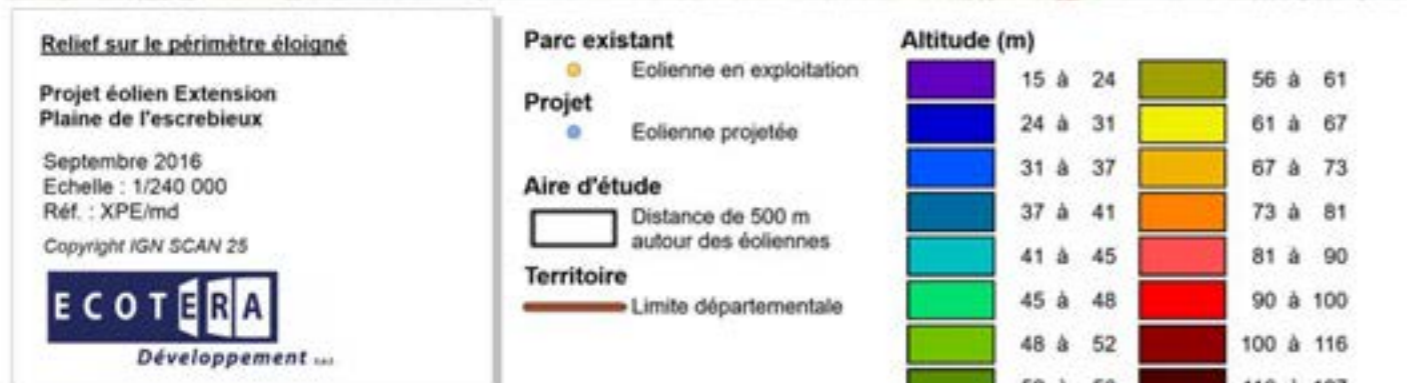 Relief sur le périmètre éloigné
Projet éolien Extension
Plaine de l'escrebieux
Septembre 2016
Echelle : 1/240 000
Réf. : XPE/md
Copyright IGN SCAN 25
ECOTERA
Développement
Parc existant
Eolienne en exploitation
Projet
Eolienne projetée
Aire d'étude
Distance de 500 m
autour des éoliennes
Territoire
Limite départementale
Altitude (m)
15 à 24
24 à 31
31 à 37
37 à 41
41 à 45
45 à 48
48 à 52
56 à 61
61 à 67
67 à 73
73 à 81
81 à 90
90 à 100
100 à 116